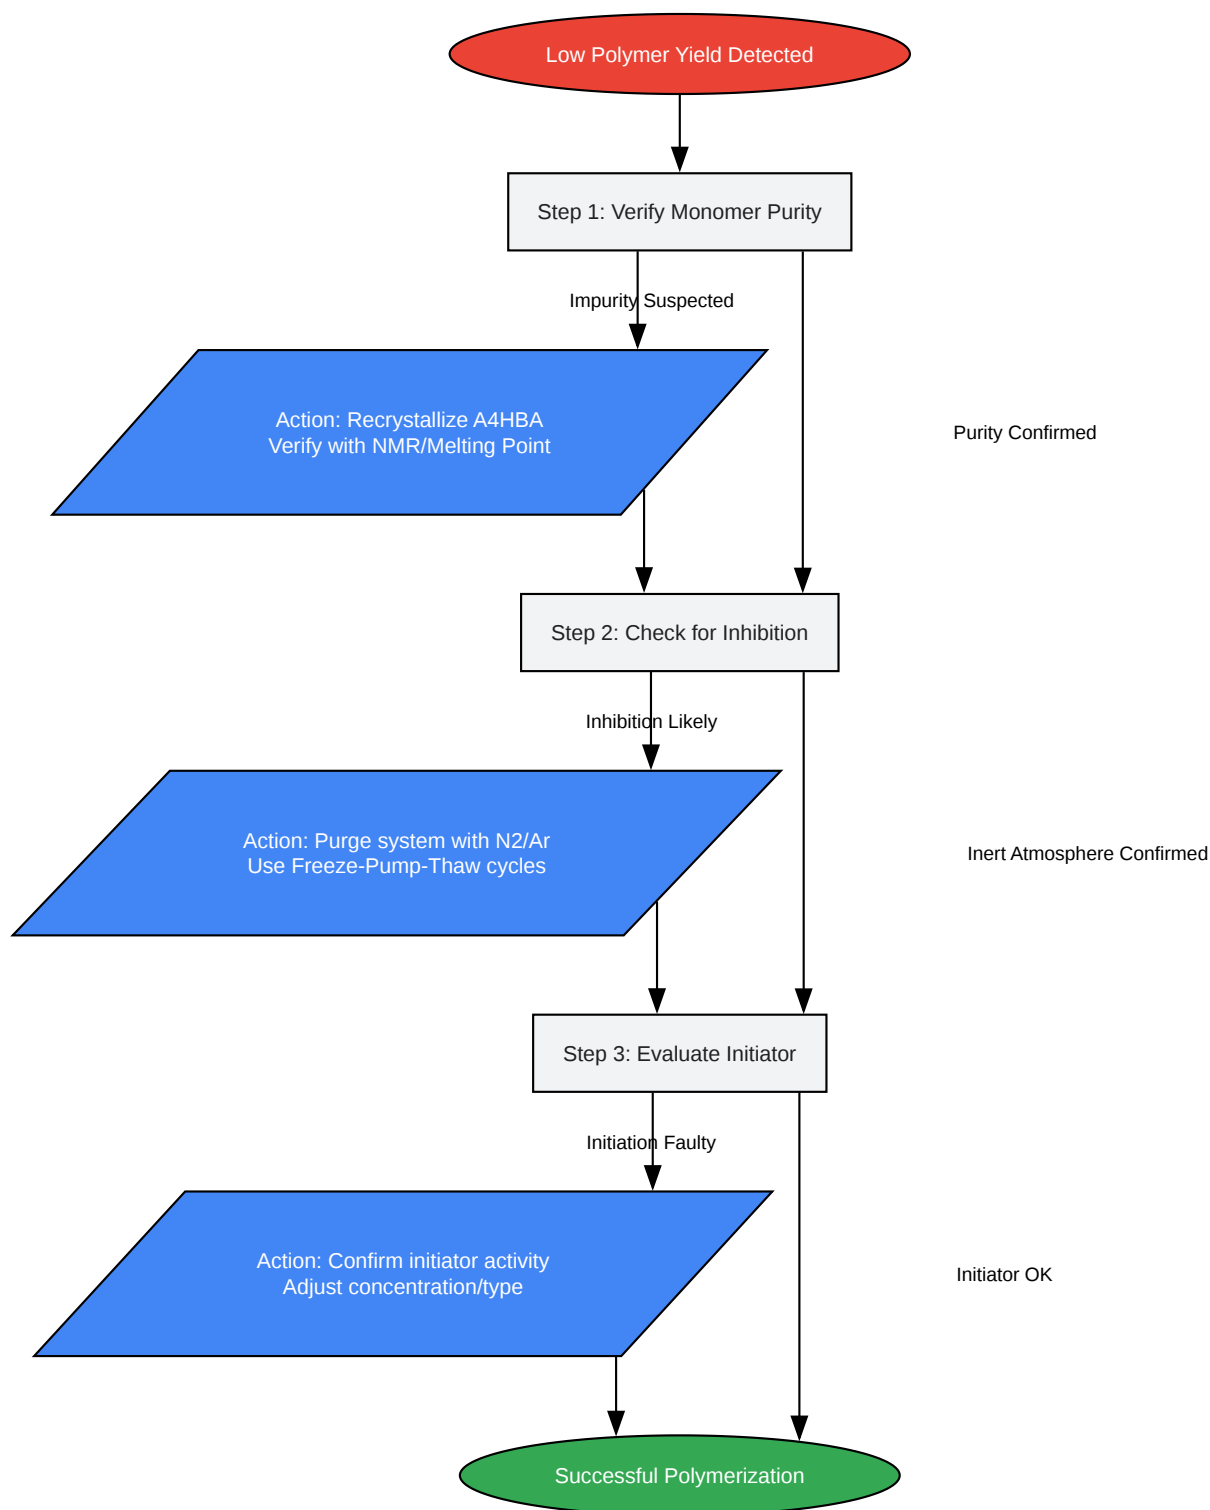 Low Polymer Yield Detected
Step 1: Verify Monomer Purity
Impurity Suspected
Action: Recrystallize A4HBA
Verify with NMR/Melting Point
Purity Confirmed
Step 2: Check for Inhibition
Inhibition Likely
Action: Purge system with N2/Ar
Use Freeze-Pump-Thaw cycles
Inert Atmosphere Confirmed
Step 3: Evaluate Initiator
Initiation Faulty
Action: Confirm initiator activity
Adjust concentration/type
Initiator OK
Successful Polymerization